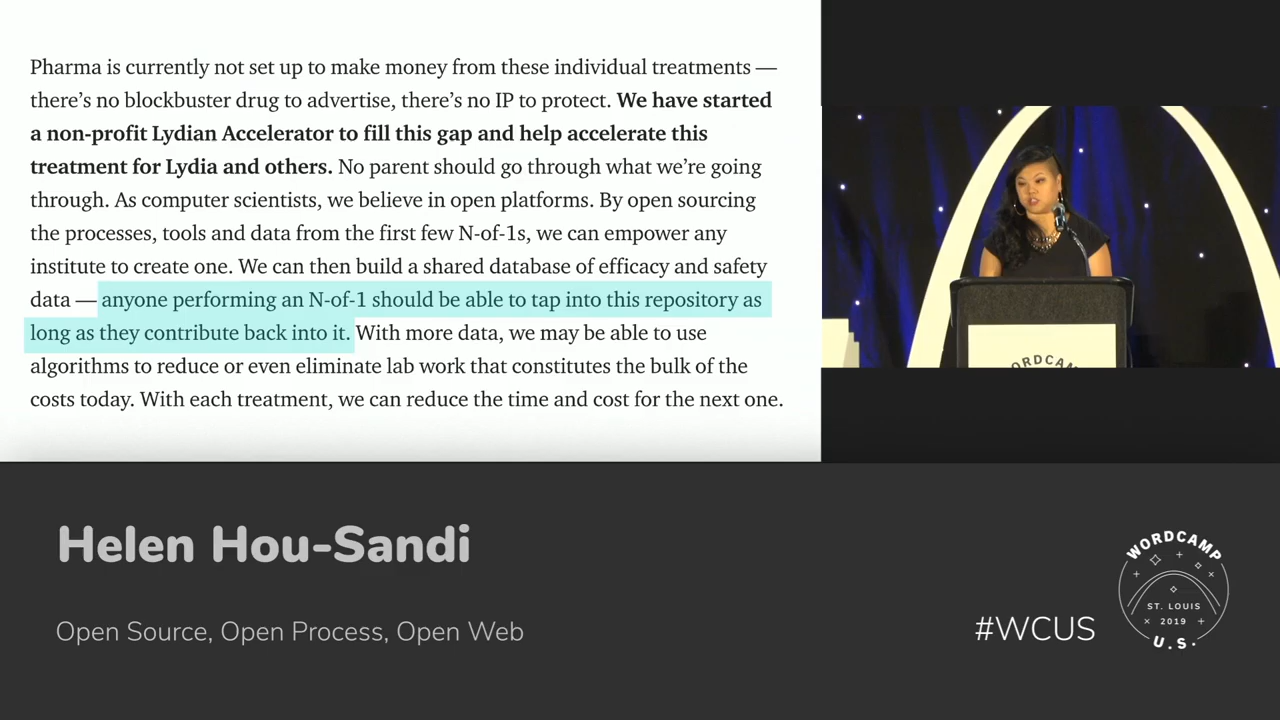 Pharma is currently not set up to make money from these individual treatments —
there’s no blockbuster drug to advertise, there’s no IP to protect. We have started
a non-profit Lydian Accelerator to fill this gap and help accelerate this
treatment for Lydia and others. No parent should go through what we’re going
through. As computer scientists, we believe in open platforms. By open sourcing
the processes, tools and data from the first few N-of-1s, we can empower any
institute to create one. We can then build a shared database of efficacy and safety
data — anyone performing an N-of-1 should be able to tap into this repository as
long as they contribute back into it. With more data, we may be able to use
algorithms to reduce or even eliminate lab work that constitutes the bulk of the
costs today. With each treatment, we can reduce the time and cost for the next one.
Helen Hou-Sandi
Open Source, Open Process, Open Web
#WCUS
WORDCAMP
ST. LOUIS
2019
U.S.